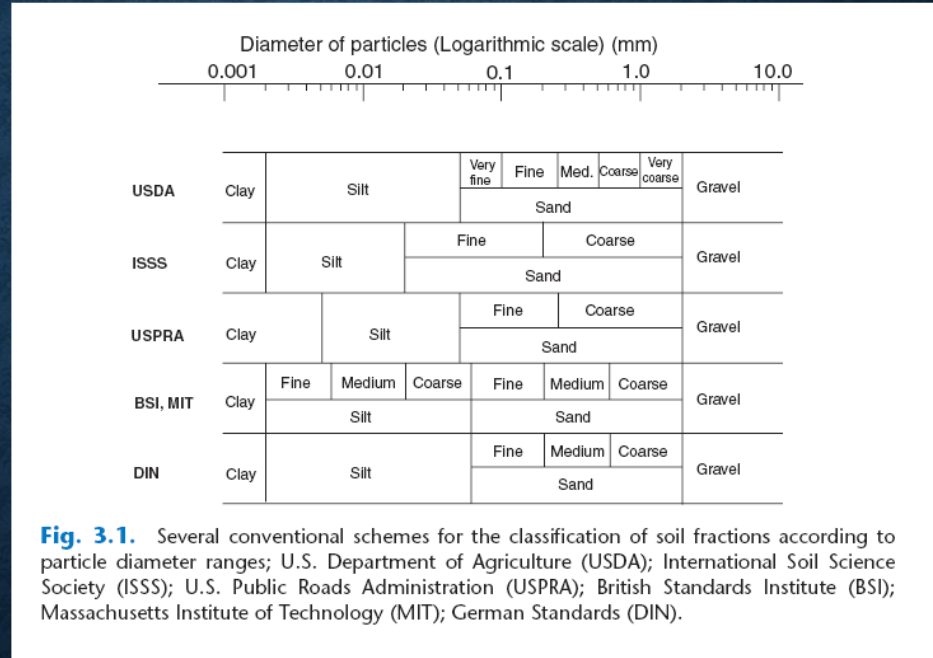 Diameter of particles (Logarithmic scale) (mm)
0.001 0.01 0.1 1.0 10.0
USDA Clay Silt Very fine Fine Med. Coarse Very coarse Gravel
Sand
ISSS Clay Silt Fine Coarse Gravel
Sand
USPRA Clay Silt Fine Coarse Gravel
Sand
BSI, MIT Clay Fine Medium Coarse Fine Medium Coarse Gravel
Silt Sand
DIN Clay Silt Fine Medium Coarse Gravel
Sand
Fig. 3.1. Several conventional schemes for the classification of soil fractions according to
particle diameter ranges; U.S. Department of Agriculture (USDA); International Soil Science
Society (ISSS); U.S. Public Roads Administration (USPRA); British Standards Institute (BSI);
Massachusetts Institute of Technology (MIT); German Standards (DIN).